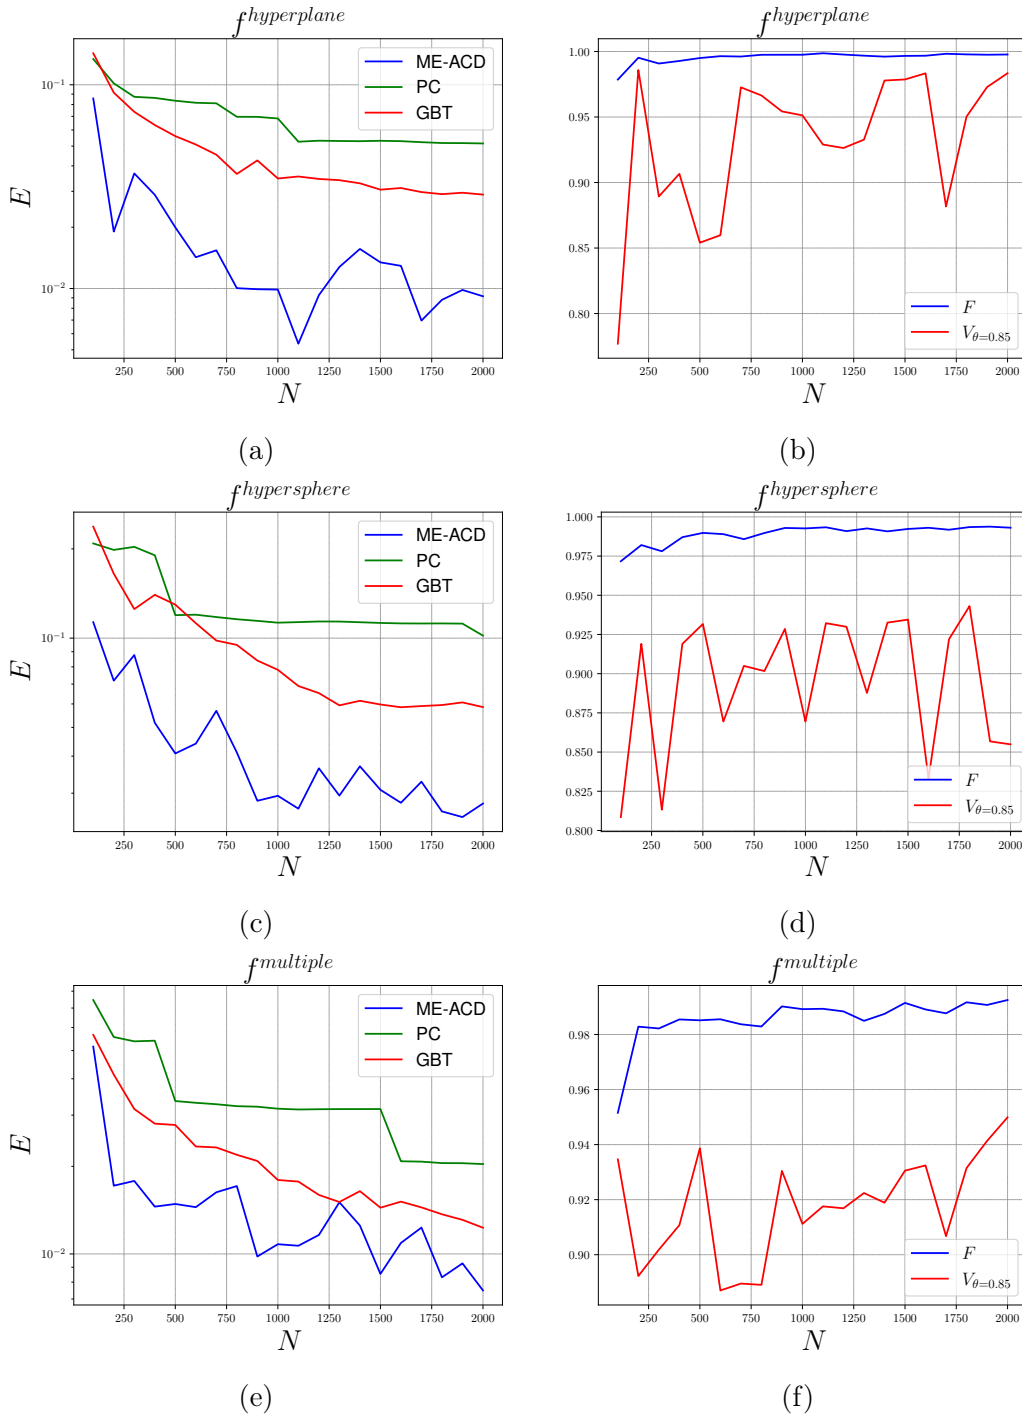 f^{hyperplane}
E
10^{-1}
10^{-2}
ME-ACD
PC
GBT
250 500 750 1000 1250 1500 1750 2000
N
(a)
f^{hyperplane}
1.00
0.95
0.90
0.85
0.80
F
V_{θ=0.85}
250 500 750 1000 1250 1500 1750 2000
N
(b)
f^{hypersphere}
E
10^{-1}
ME-ACD
PC
GBT
250 500 750 1000 1250 1500 1750 2000
N
(c)
f^{hypersphere}
1.000
0.975
0.950
0.925
0.900
0.875
0.850
0.825
0.800
F
V_{θ=0.85}
250 500 750 1000 1250 1500 1750 2000
N
(d)
f^{multiple}
E
10^{-2}
ME-ACD
PC
GBT
250 500 750 1000 1250 1500 1750 2000
N
(e)
f^{multiple}
0.98
0.96
0.94
0.92
0.90
F
V_{θ=0.85}
250 500 750 1000 1250 1500 1750 2000
N
(f)